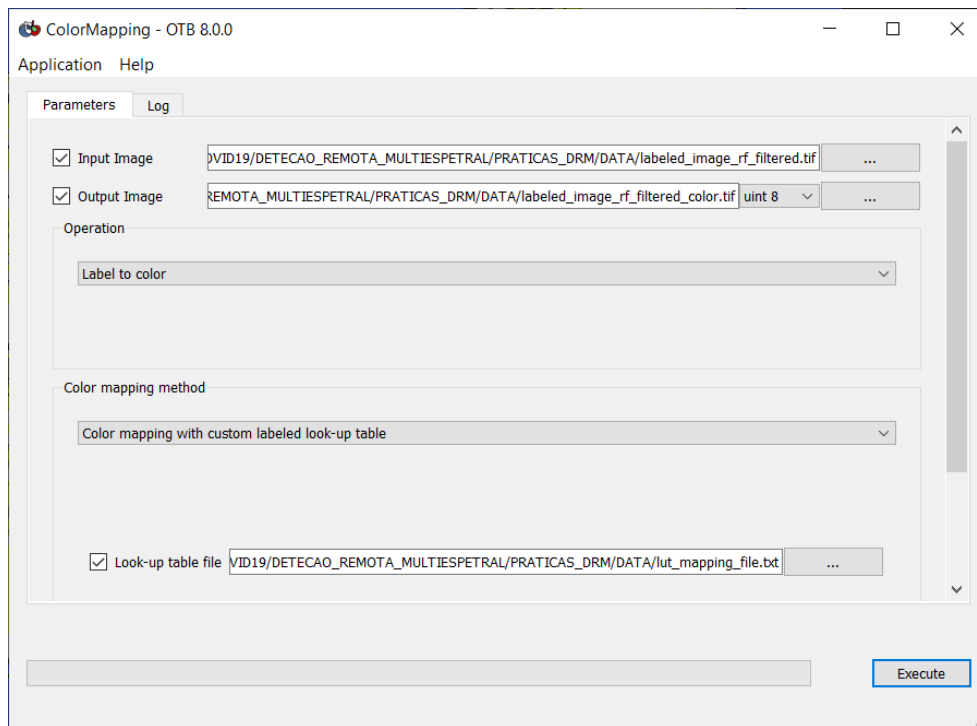 ColorMapping - OTB 8.0.0
Application Help
Parameters Log
Input Image OVID19/DETECAO_REMOTA_MULTIESPETRAL/PRATICAS_DRM/DATA/labeled_image_rf_filtered.tif ...
Output Image REMOTA_MULTIESPETRAL/PRATICAS_DRM/DATA/labeled_image_rf_filtered_color.tif uint 8 ...
Operation
Label to color
Color mapping method
Color mapping with custom labeled look-up table
Look-up table file VID19/DETECAO_REMOTA_MULTIESPETRAL/PRATICAS_DRM/DATA/lut_mapping_file.txt ...
Execute